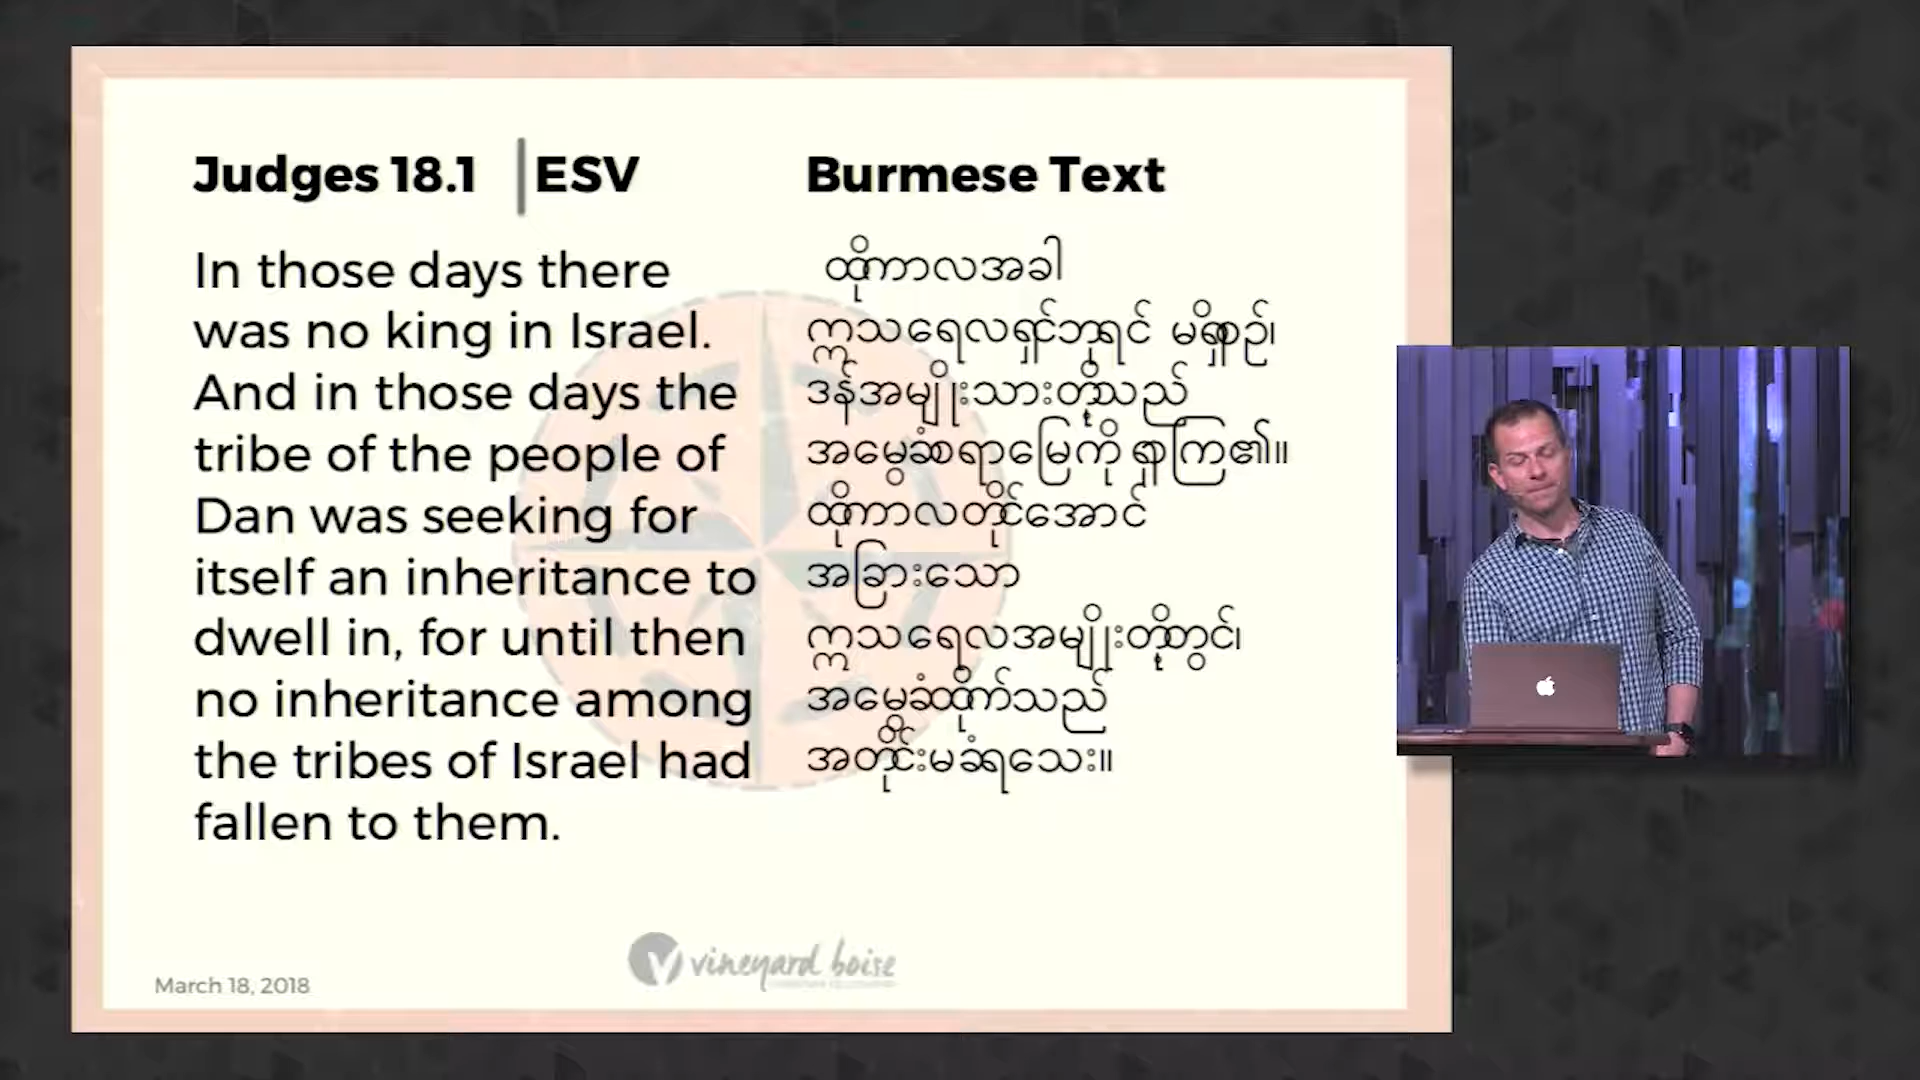 Judges 18.1 | ESV
In those days there
was no king in Israel.
And in those days the
tribe of the people of
Dan was seeking for
itself an inheritance to
dwell in, for until then
no inheritance among
the tribes of Israel had
fallen to them.
Burmese Text
ထိုကာလအခါ
ဣသရေလရှင်ဘုရင် မရှိစဉ်၊
ဒန်အမျိုးသားတို့သည်
အမွေခံစရာမြေကို ရှာကြ၏။
ထိုကာလတိုင်အောင်
အခြားသော
ဣသရေလအမျိုးတို့တွင်၊
အမွေခံထိုက်သည်
အတိုင်းမခံရသေး။
vineyard boise
March 18, 2018